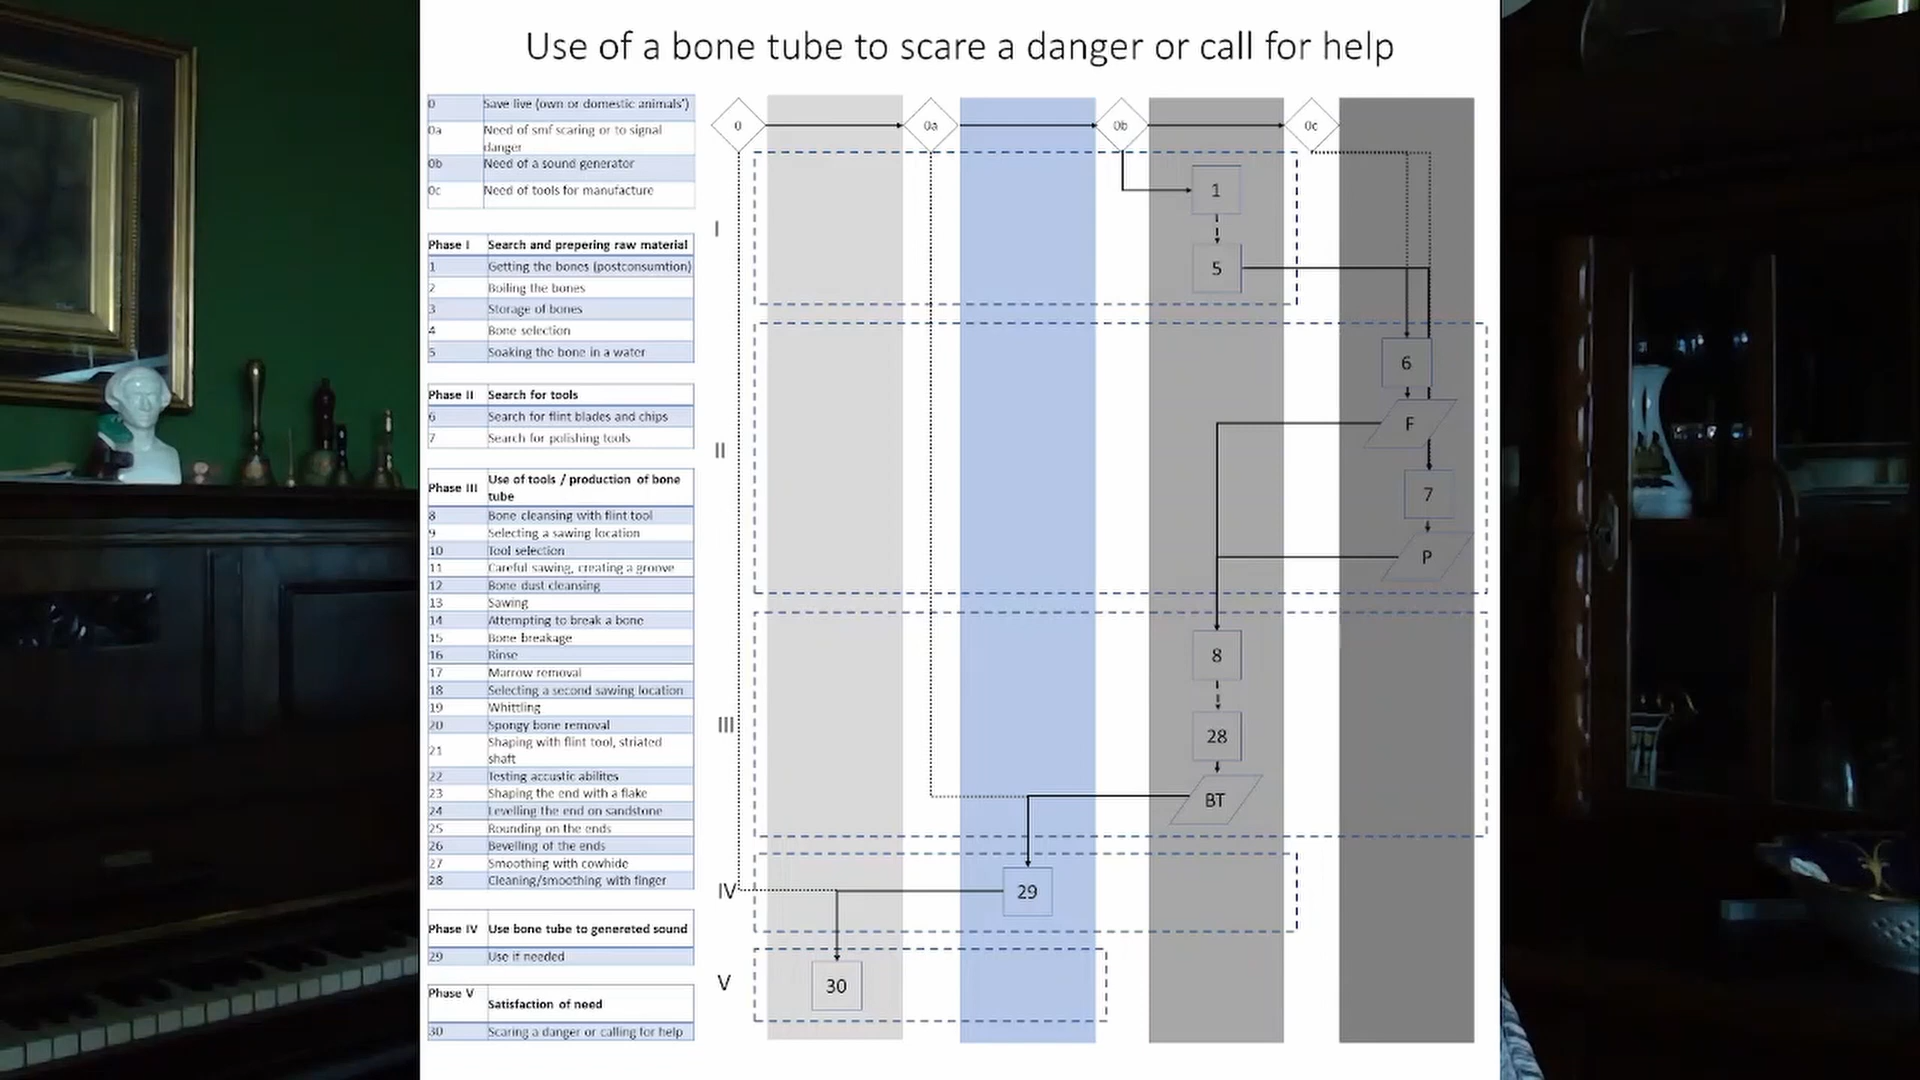 Use of a bone tube to scare a danger or call for help
0 Save live (own or domestic animals')
0a Need of smf scaring or to signal
danger
0b Need of a sound generator
0c Need of tools for manufacture
Phase I Search and prepering raw material
1 Getting the bones (postconsumtion)
2 Boiling the bones
3 Storage of bones
4 Bone selection
5 Soaking the bone in a water
Phase II Search for tools
6 Search for flint blades and chips
7 Search for polishing tools
Phase III Use of tools / production of bone
tube
8 Bone cleansing with flint tool
9 Selecting a sawing location
10 Tool selection
11 Careful sawing, creating a groove
12 Bone dust cleansing
13 Sawing
14 Attempting to break a bone
15 Bone breakage
16 Rinse
17 Marrow removal
18 Selecting a second sawing location
19 Whittling
20 Spongy bone removal
21 Shaping with flint tool, striated
shaft
22 Testing accustic abilites
23 Shaping the end with a flake
24 Levelling the end on sandstone
25 Rounding on the ends
26 Bevelling of the ends
27 Smoothing with cowhide
28 Cleaning/smoothing with finger
Phase IV Use bone tube to genereted sound
29 Use if needed
Phase V Satisfaction of need
30 Scaring a danger or calling for help
0 0a 0b 0c
I
1
5
II
6
F
7
P
III
8
28
BT
IV
29
V
30